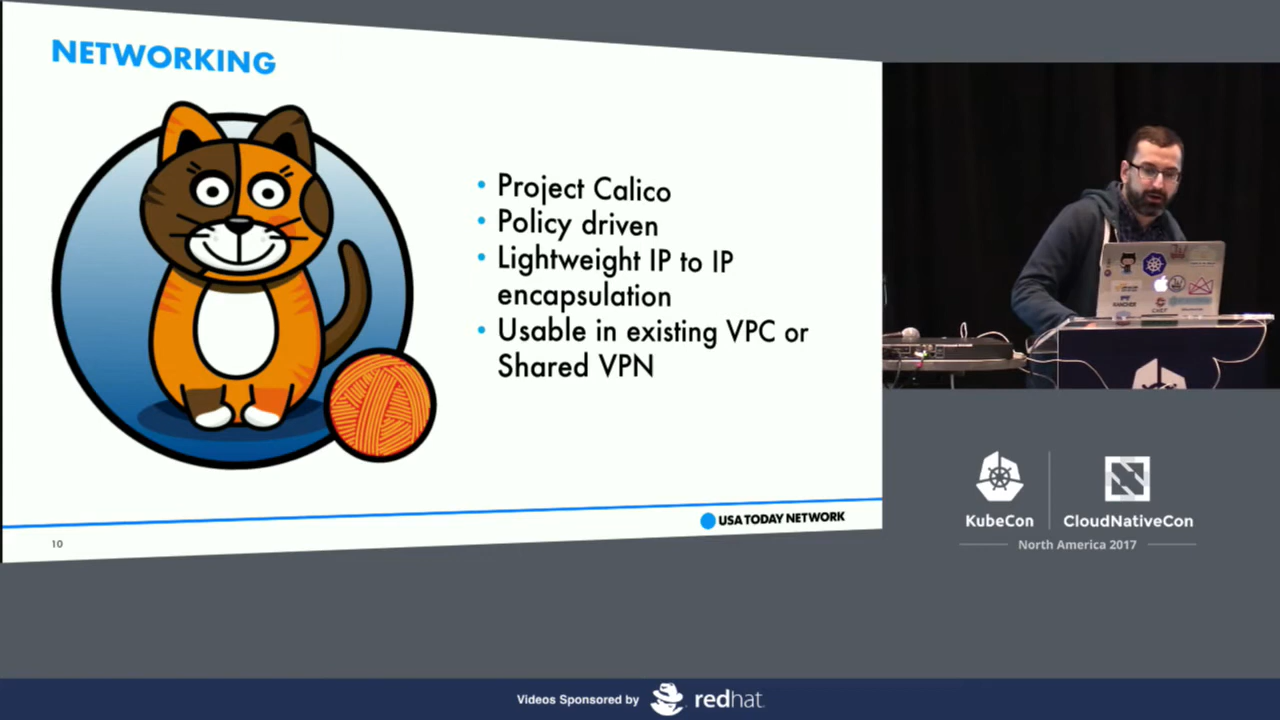 NETWORKING
• Project Calico
• Policy driven
• Lightweight IP to IP
encapsulation
• Usable in existing VPC or
Shared VPN
USA TODAY NETWORK
10
RANCHER
KubeCon
CloudNativeCon
North America 2017
Videos Sponsored by
redhat